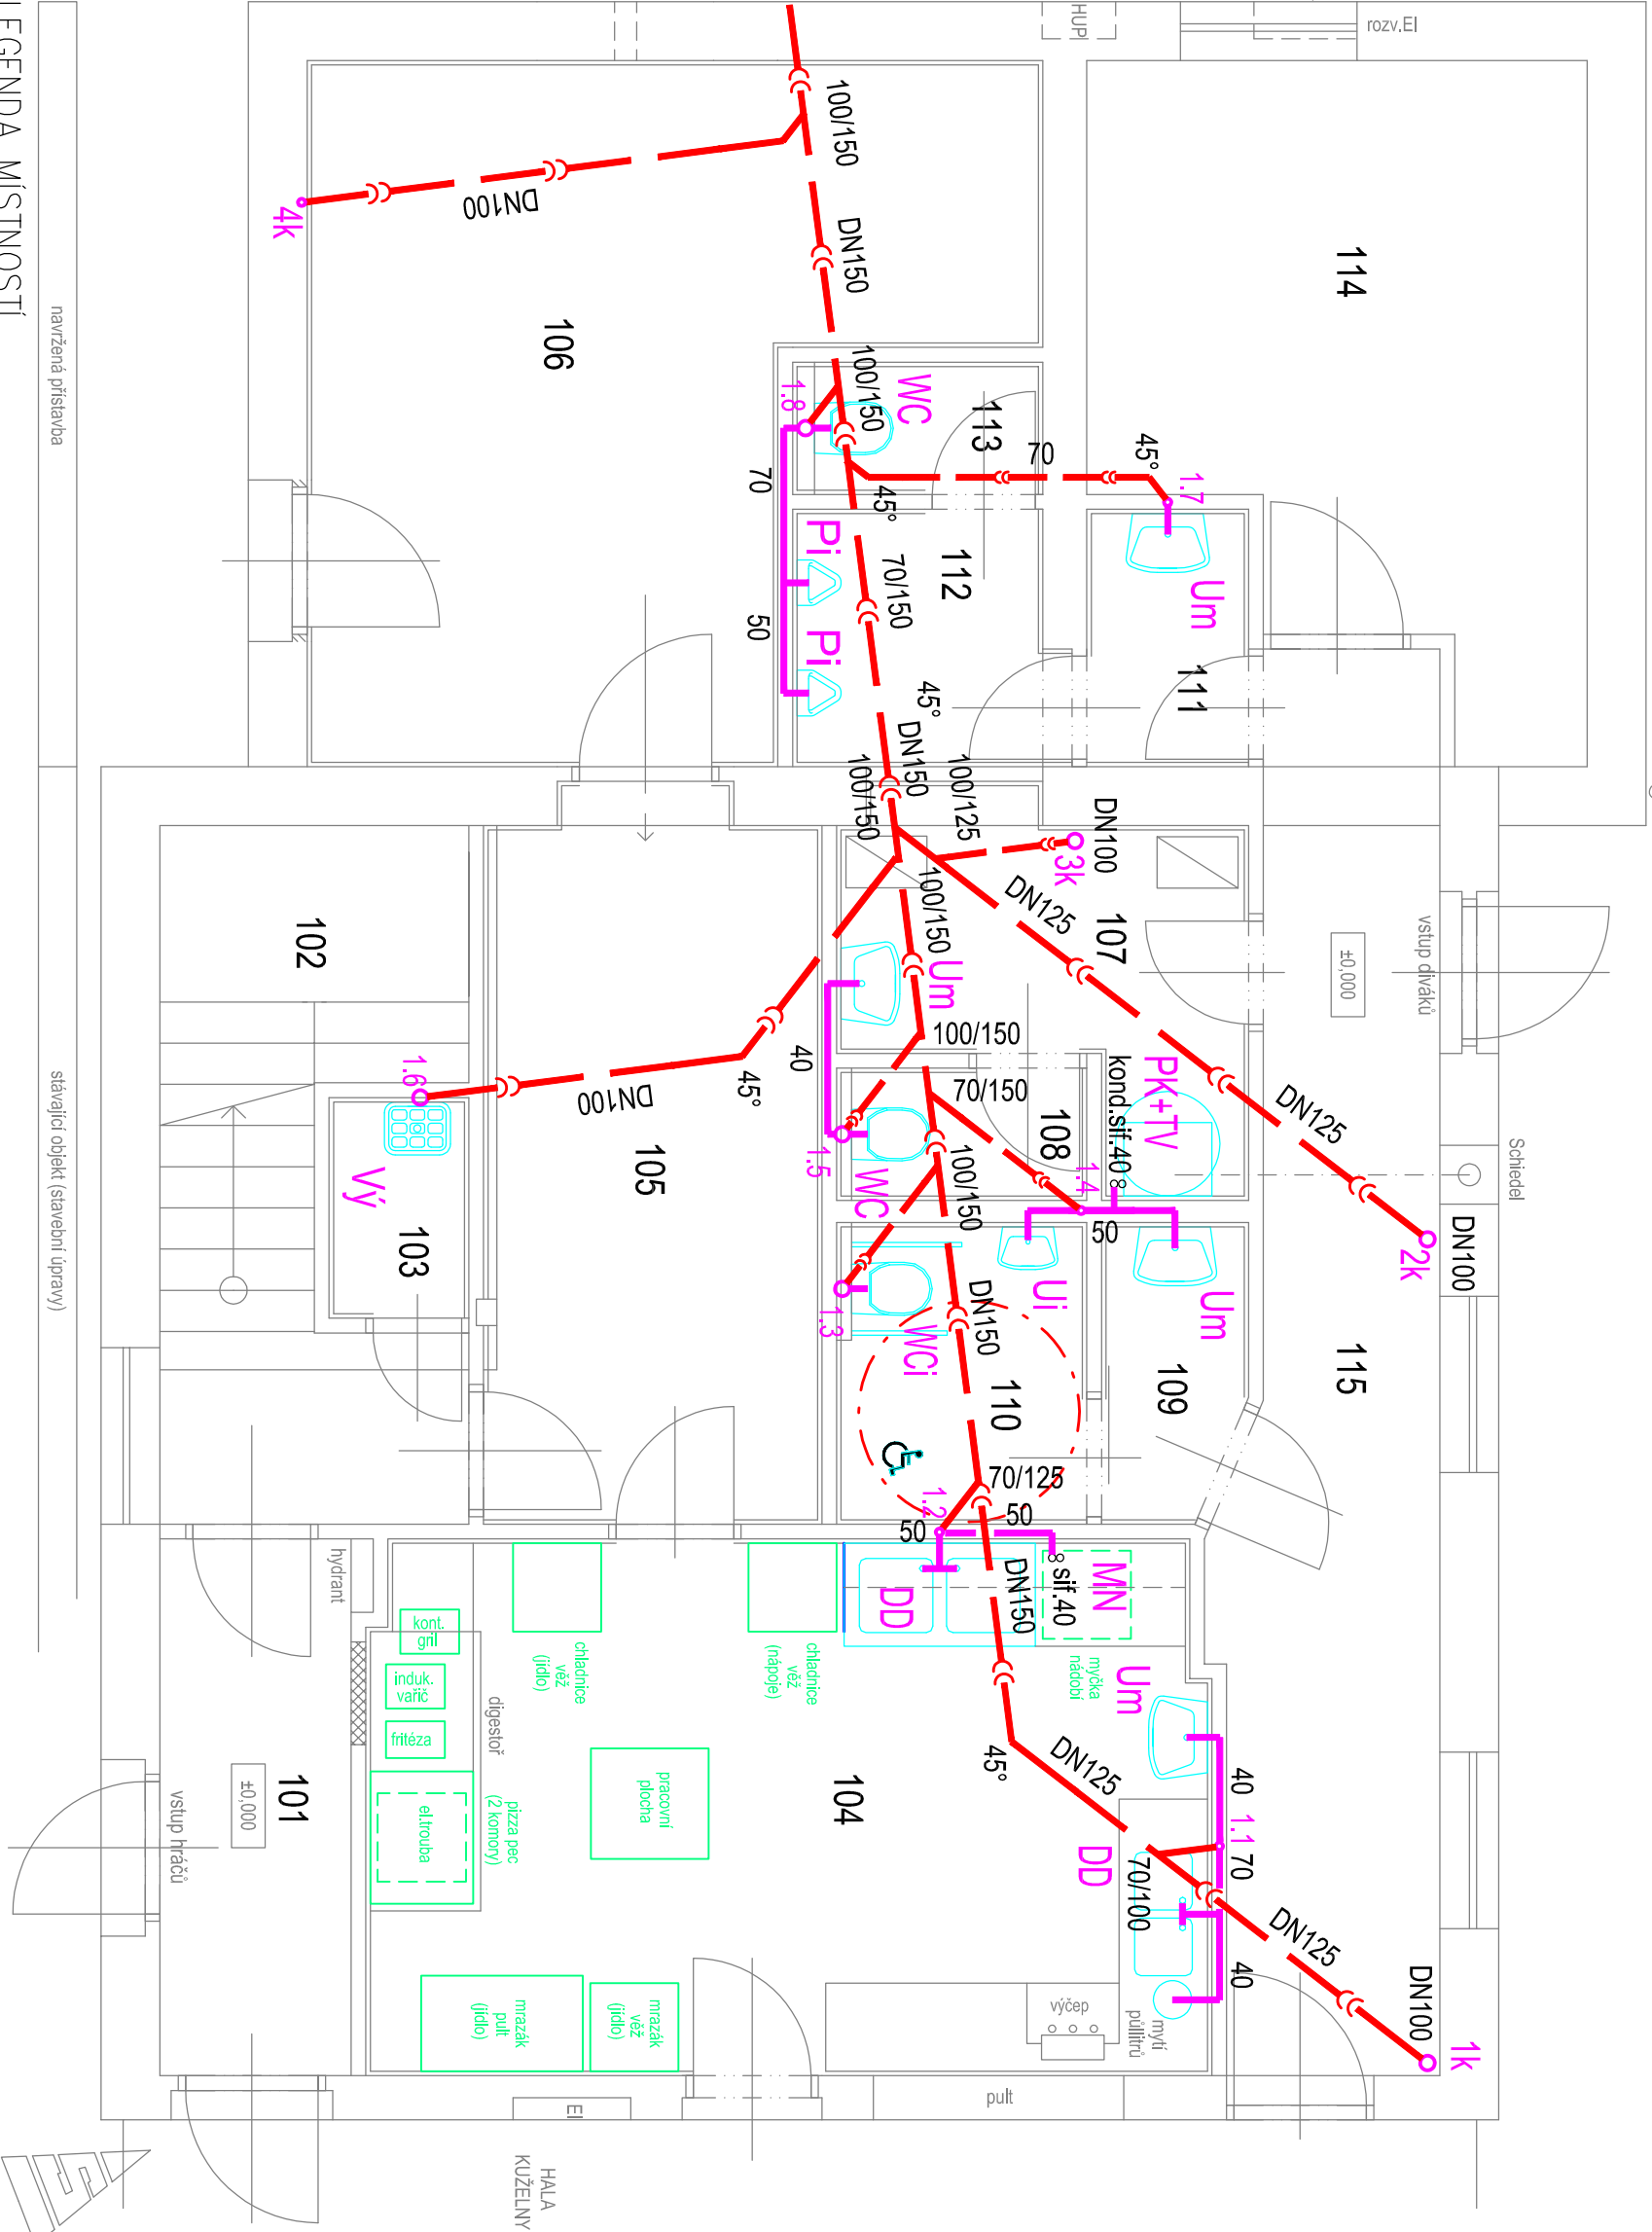 LEGENDA MÍSTNOSTÍ
navržená přístavba
stávající objekt (stavební úpravy)
HUP
rozv.El
114
100/150
DN100
4k
DN150
106
100/150
WC
1.8
113
70
45°
1.7
45°
70
Pi
112
70/150
Um
50
Pi
111
45°
DN150
100/150
100/125
DN100
3k
DN125
107
vstup diváků
±0,000
102
100/150
Um
100/150
40
45°
DN100
1.6
70/150
PK+TV
kond.sif.40
108
1.4
DN125
Schiedel
105
1.5
WC
100/150
50
DN100
2k
Vý
103
1.3
WCi
DN150
Ui
Um
110
109
115
70/125
1.2
50
50
hydrant
DD
DN150
sif.40
MN
kont.
gril
induk.
vařič
fritéza
digestoř
chladnice
věž
(jídlo)
chladnice
věž
(nápoje)
myčka
nádobí
Um
45°
DN125
40
1.1
70
101
±0,000
vstup hráčů
el.trouba
pizza pec
(2 komory)
pracovní
plocha
104
DD
70/100
DN125
40
DN100
1k
mrazák
pult
(jídlo)
mrazák
věž
(jídlo)
výčep
mytí
půllitrů
pult
El
HALA
KUŽELNY